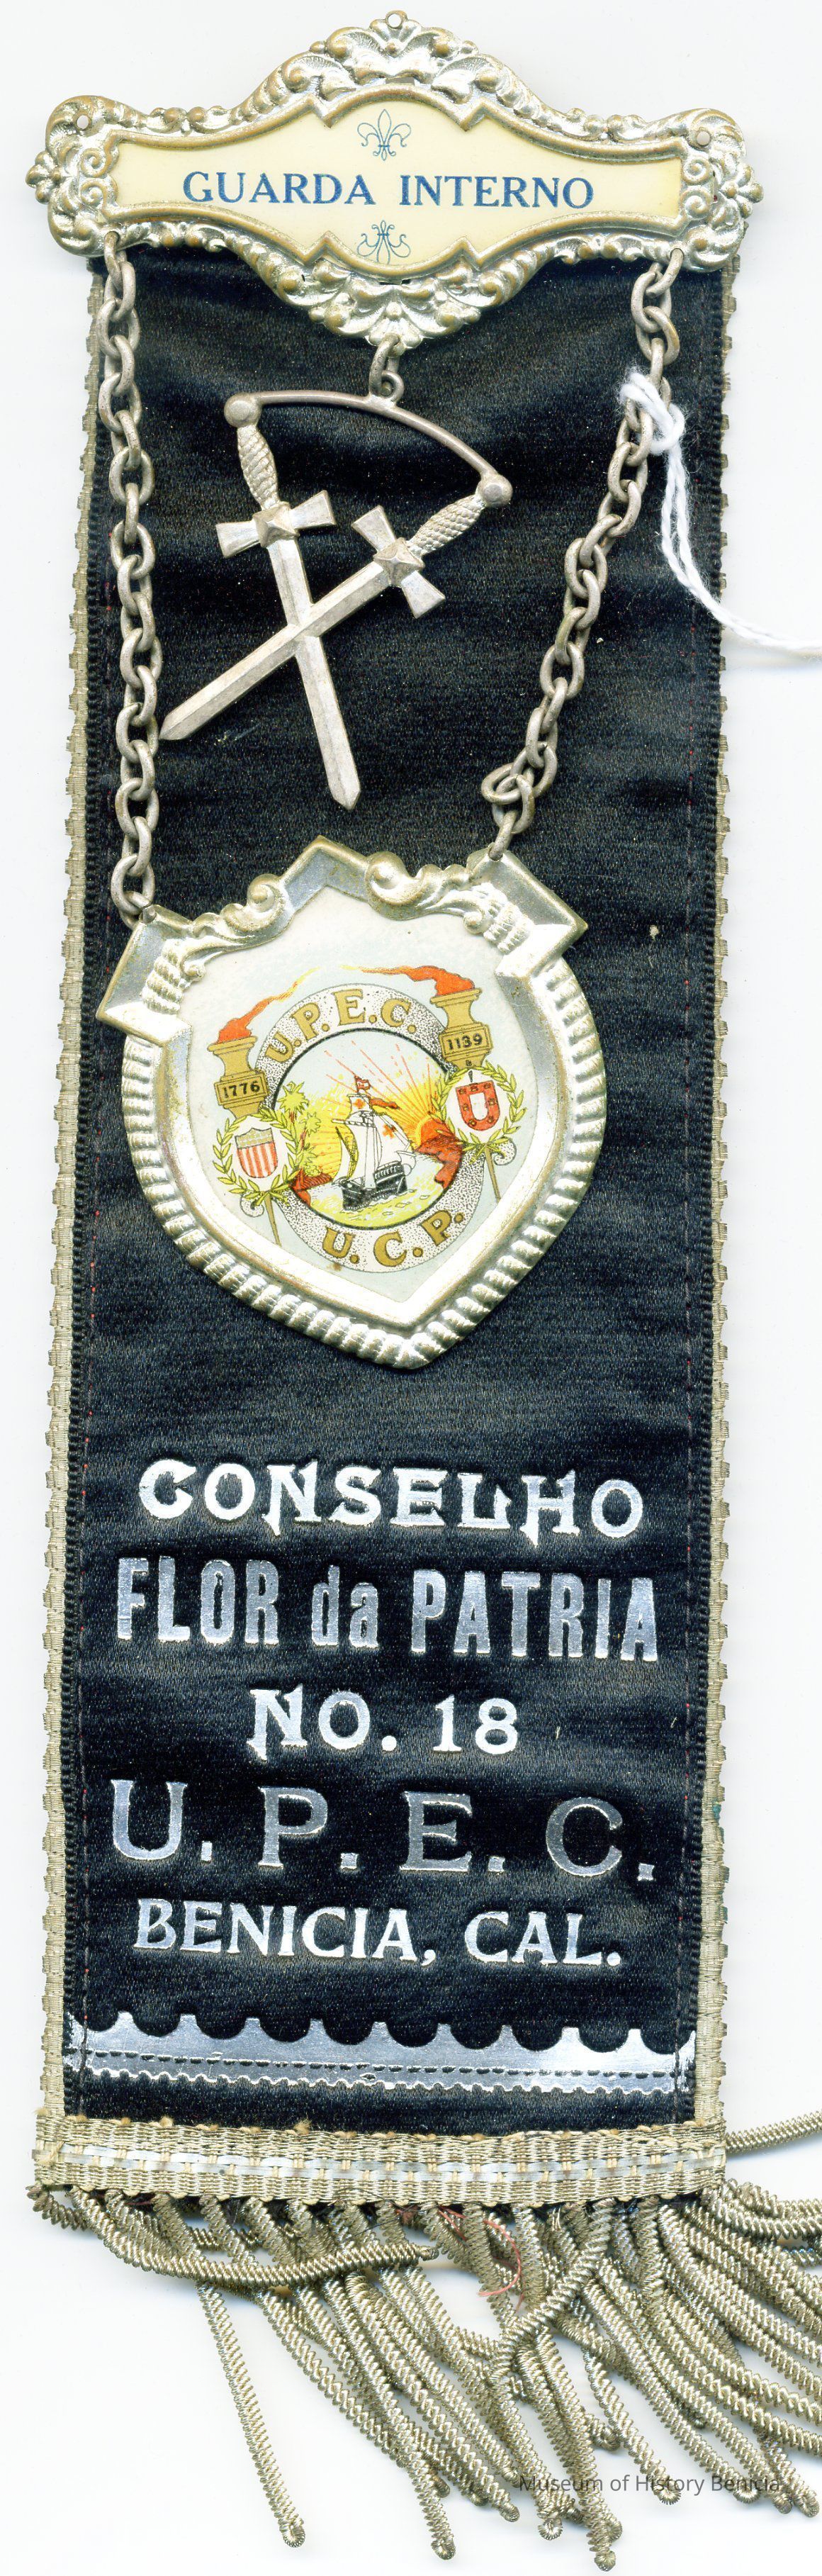 GUARDA INTERNO
U.P.E.C.
1776
1139
U.C.P.
CONSELHO
FLOR da PATRIA
NO. 18
U. P. E. C.
BENICIA, CAL.
Museum of History Benicia